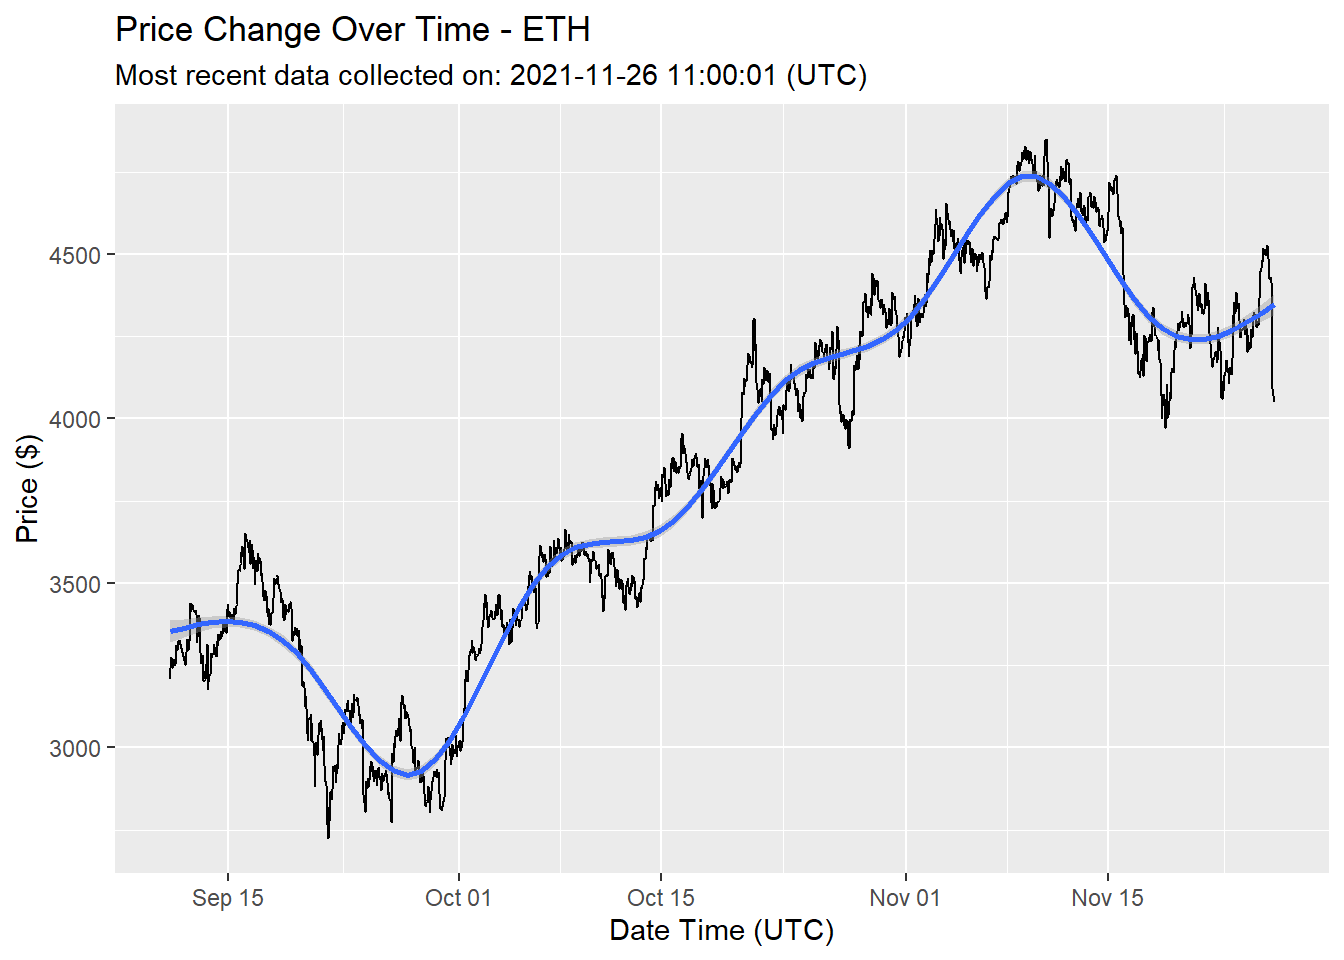 Price Change Over Time - ETH
Most recent data collected on: 2021-11-26 11:00:01 (UTC)
Price ($)
4500
4000
3500
3000
Sep 15
Oct 01
Oct 15
Nov 01
Nov 15
Date Time (UTC)